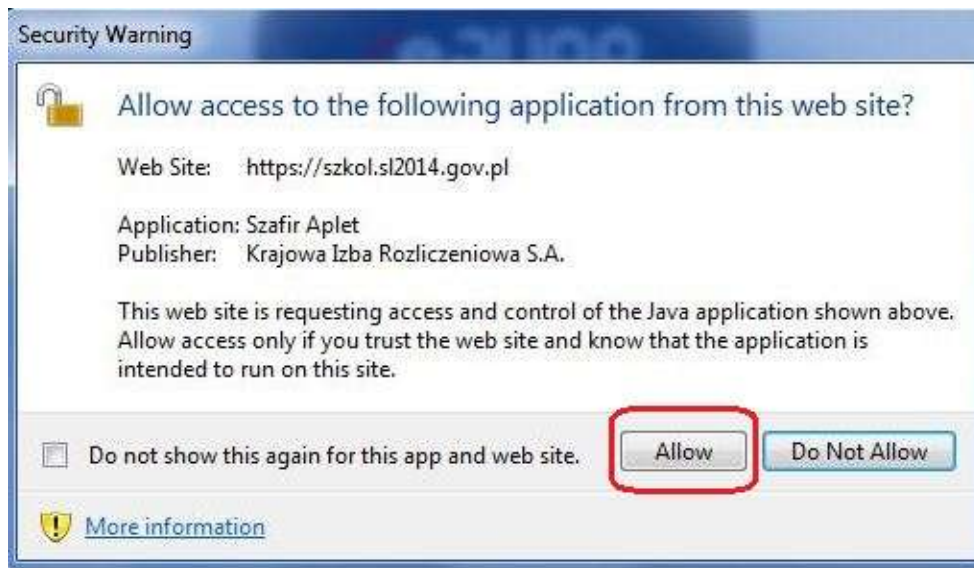 Security Warning
Allow access to the following application from this web site?
Web Site: https://szkol.sl2014.gov.pl
Application: Szafir Aplet
Publisher: Krajowa Izba Rozliczeniowa S.A.
This web site is requesting access and control of the Java application shown above.
Allow access only if you trust the web site and know that the application is
intended to run on this site.
Do not show this again for this app and web site.
Allow
Do Not Allow
More information